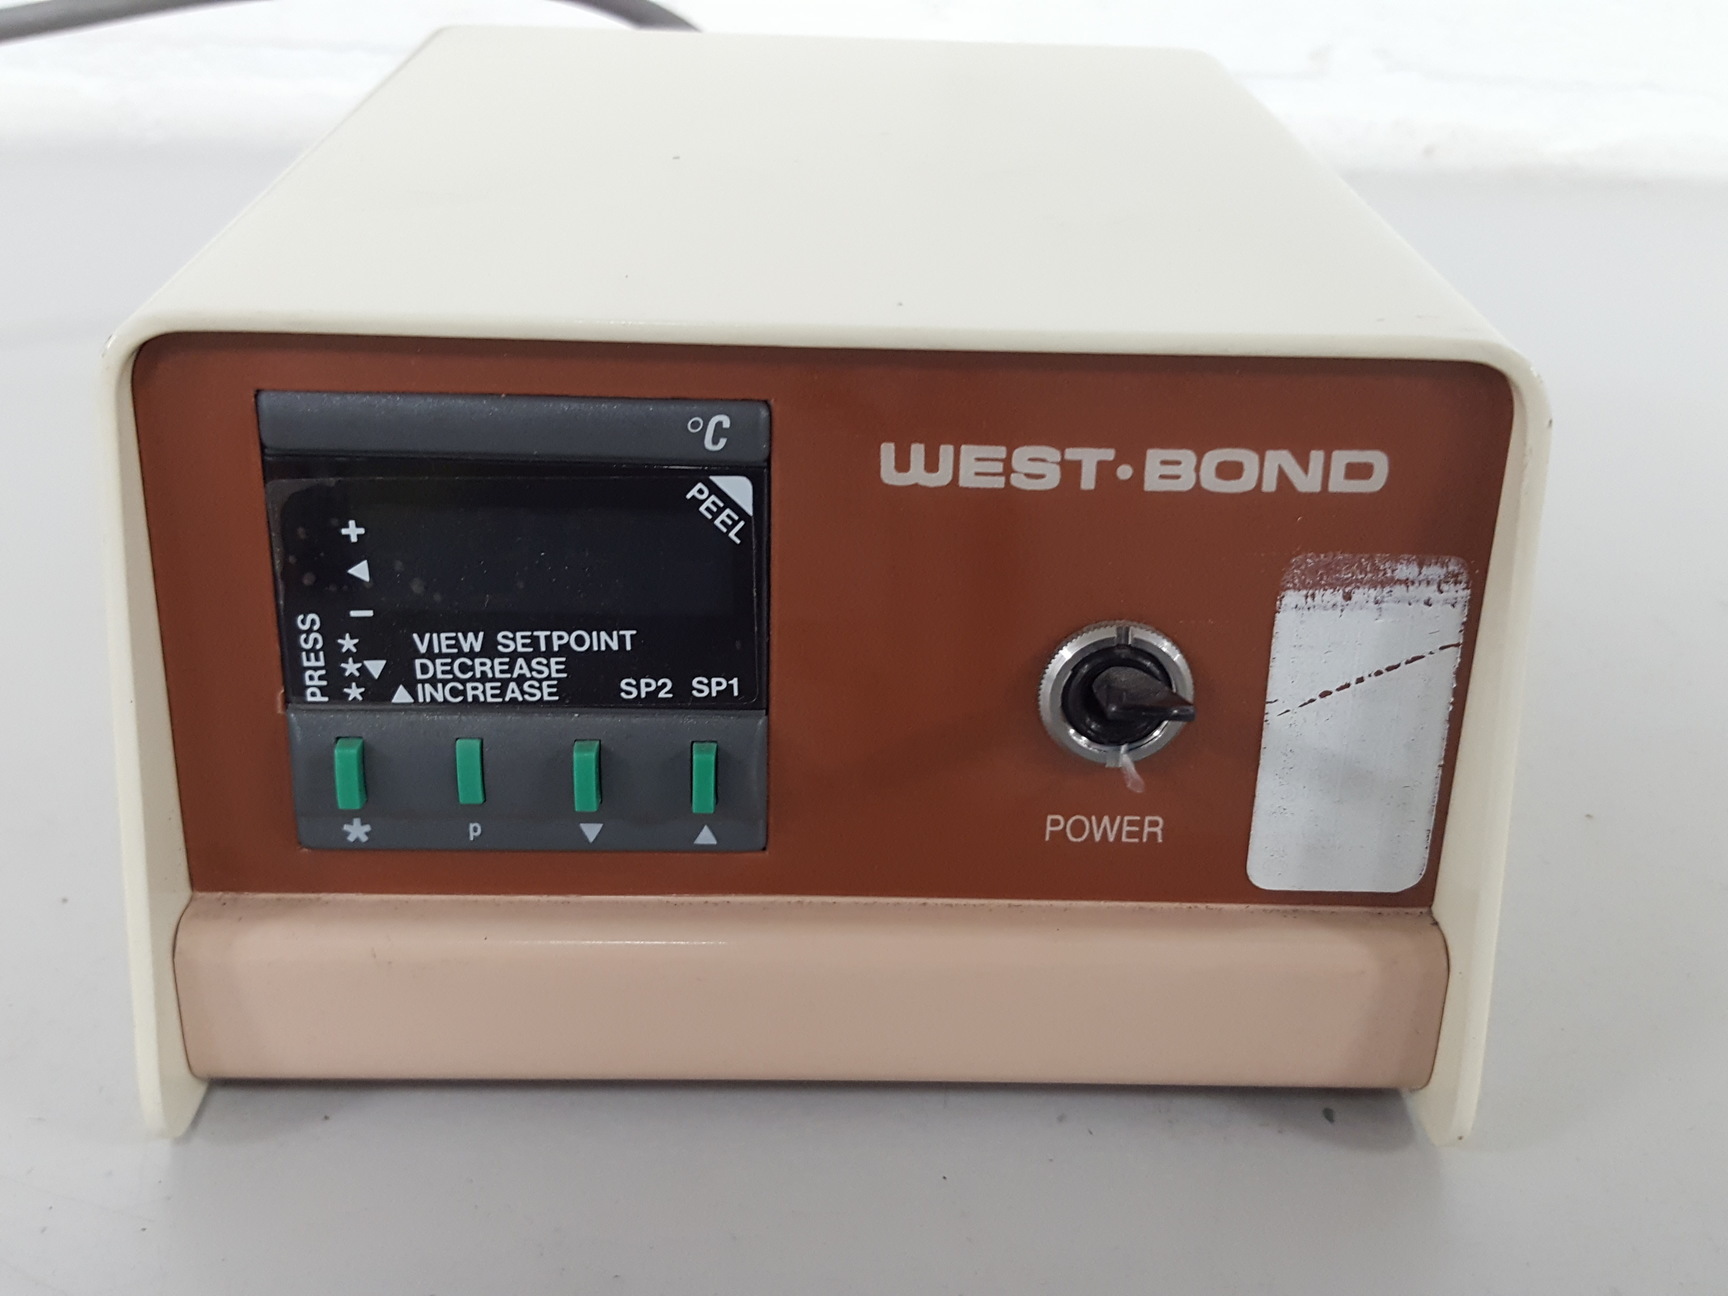 °C
WEST·BOND
PEEL
+
◀
−
PRESS
* VIEW SETPOINT
*▼ DECREASE
* ▲INCREASE SP2 SP1
* p ▼ ▲
POWER